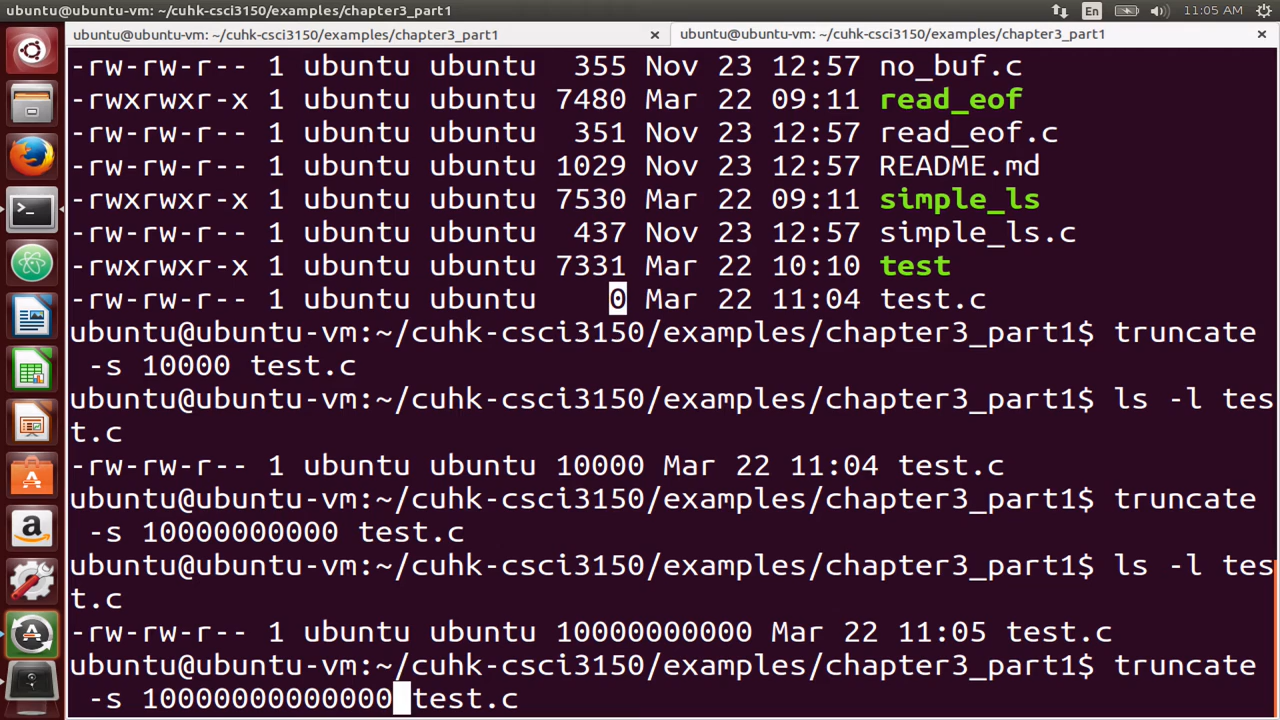 ubuntu@ubuntu-vm: ~/cuhk-csci3150/examples/chapter3_part1
En
11:05 AM
ubuntu@ubuntu-vm: ~/cuhk-csci3150/examples/chapter3_part1 × ubuntu@ubuntu-vm: ~/cuhk-csci3150/examples/chapter3_part1 ×
-rw-rw-r-- 1 ubuntu ubuntu 355 Nov 23 12:57 no_buf.c
-rwxrwxr-x 1 ubuntu ubuntu 7480 Mar 22 09:11 read_eof
-rw-rw-r-- 1 ubuntu ubuntu 351 Nov 23 12:57 read_eof.c
-rw-rw-r-- 1 ubuntu ubuntu 1029 Nov 23 12:57 README.md
-rwxrwxr-x 1 ubuntu ubuntu 7530 Mar 22 09:11 simple_ls
-rw-rw-r-- 1 ubuntu ubuntu 437 Nov 23 12:57 simple_ls.c
-rwxrwxr-x 1 ubuntu ubuntu 7331 Mar 22 10:10 test
-rw-rw-r-- 1 ubuntu ubuntu 0 Mar 22 11:04 test.c
ubuntu@ubuntu-vm:~/cuhk-csci3150/examples/chapter3_part1$ truncate
-s 10000 test.c
ubuntu@ubuntu-vm:~/cuhk-csci3150/examples/chapter3_part1$ ls -l tes
t.c
-rw-rw-r-- 1 ubuntu ubuntu 10000 Mar 22 11:04 test.c
ubuntu@ubuntu-vm:~/cuhk-csci3150/examples/chapter3_part1$ truncate
-s 10000000000 test.c
ubuntu@ubuntu-vm:~/cuhk-csci3150/examples/chapter3_part1$ ls -l tes
t.c
-rw-rw-r-- 1 ubuntu ubuntu 10000000000 Mar 22 11:05 test.c
ubuntu@ubuntu-vm:~/cuhk-csci3150/examples/chapter3_part1$ truncate
-s 10000000000000 test.c